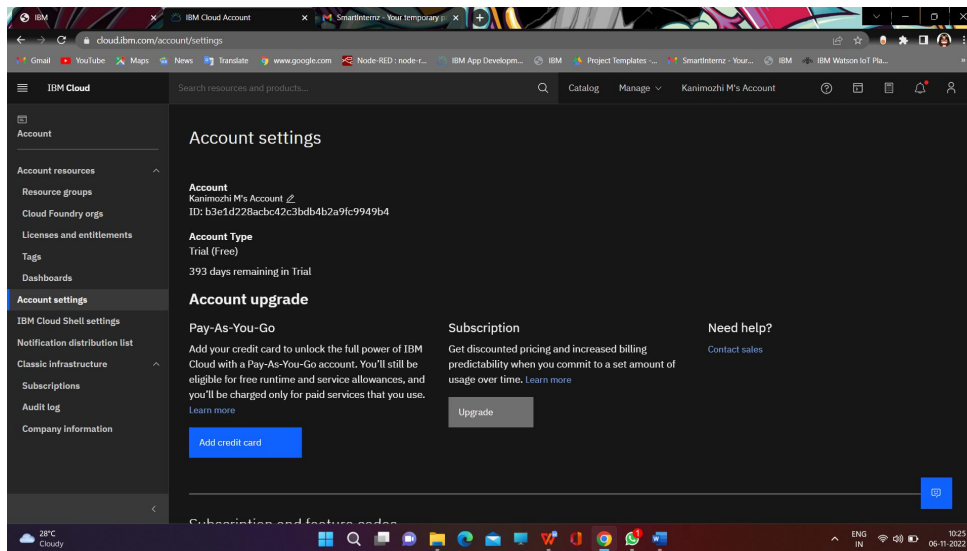 IBM
IBM Cloud Account
SmartInternz - Your temporary p
cloud.ibm.com/account/settings
Gmail YouTube Maps News Translate www.google.com Node-RED : node-r... IBM App Developm... IBM Project Templates -... SmartInternz - Your... IBM IBM Watson IoT Pla...
IBM Cloud
Search resources and products...
Catalog Manage Kanimozhi M's Account
Account
Account resources
Resource groups
Cloud Foundry orgs
Licenses and entitlements
Tags
Dashboards
Account settings
IBM Cloud Shell settings
Notification distribution list
Classic infrastructure
Subscriptions
Audit log
Company information
Account settings
Account
Kanimozhi M's Account
ID: b3e1d228acbc42c3bdb4b2a9fc9949b4
Account Type
Trial (Free)
393 days remaining in Trial
Account upgrade
Pay-As-You-Go
Add your credit card to unlock the full power of IBM
Cloud with a Pay-As-You-Go account. You'll still be
eligible for free runtime and service allowances, and
you'll be charged only for paid services that you use.
Learn more
Add credit card
Subscription
Get discounted pricing and increased billing
predictability when you commit to a set amount of
usage over time. Learn more
Upgrade
Need help?
Contact sales
Subscription and feature codes
28°C
Cloudy
ENG
IN
10:25
06-11-2022